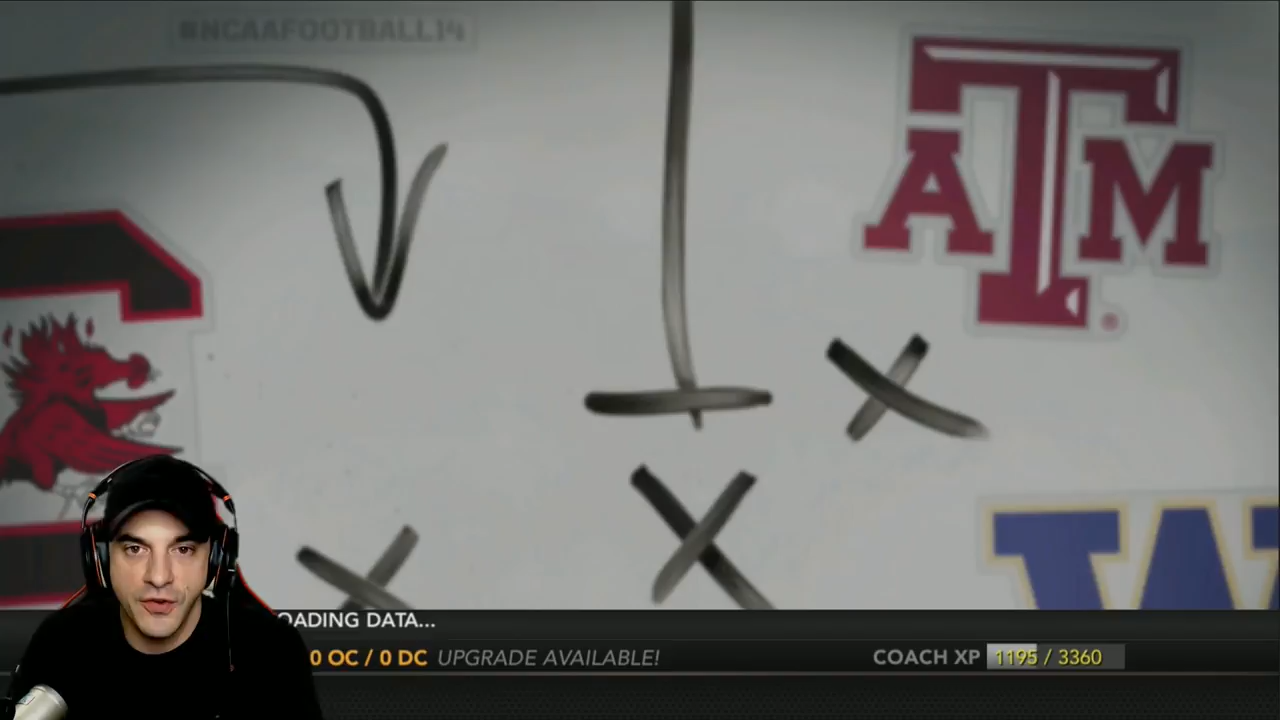 #NCAAFOOTBALL14
ATM
®
W
OADING DATA...
0 OC / 0 DC UPGRADE AVAILABLE!
COACH XP 1195 / 3360